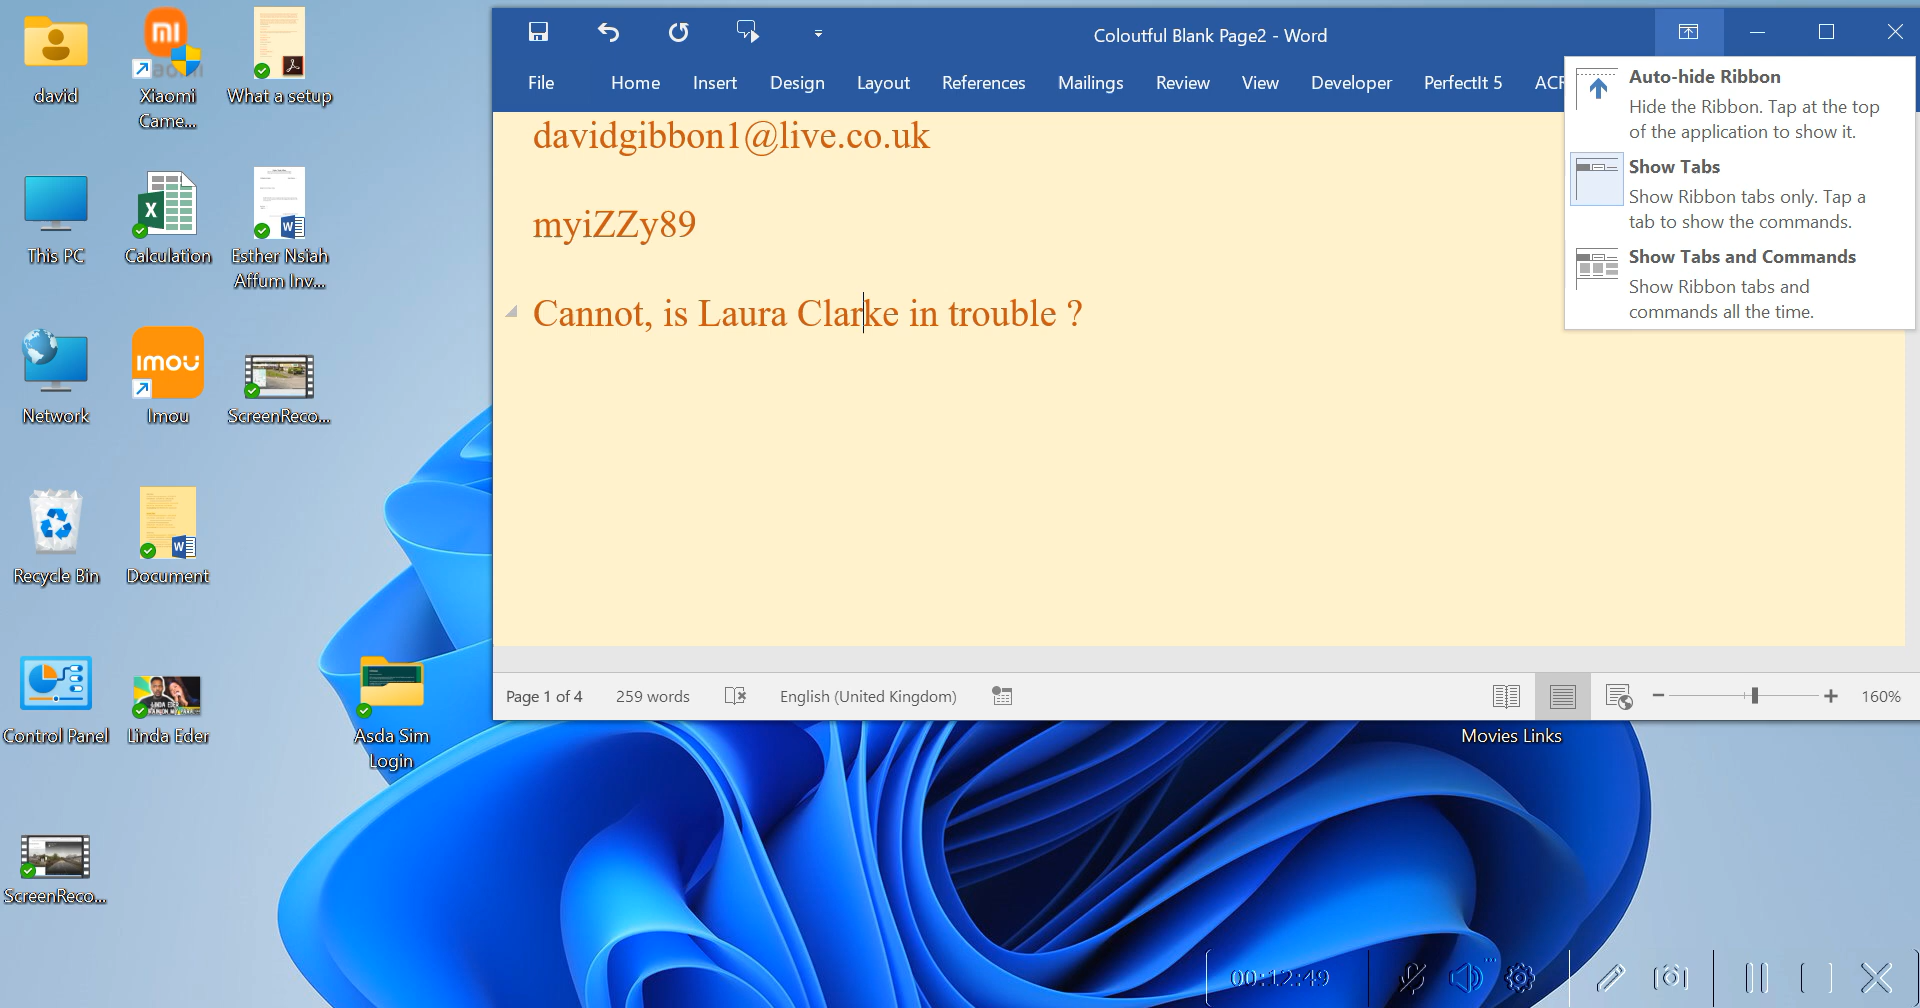 Coloutful Blank Page2 - Word
File Home Insert Design Layout References Mailings Review View Developer PerfectIt 5
Auto-hide Ribbon
Hide the Ribbon. Tap at the top
of the application to show it.
Show Tabs
Show Ribbon tabs only. Tap a
tab to show the commands.
Show Tabs and Commands
Show Ribbon tabs and
commands all the time.
davidgibbon1@live.co.uk
myiZZy89
Cannot, is Laura Clarke in trouble ?
Page 1 of 4 259 words English (United Kingdom) 160%
david
Xiaomi
Came...
What a setup
This PC
Calculation
Esther Nsiah
Affum Inv...
Network
imou
Imou
ScreenReco...
Recycle Bin
Document
Control Panel
Linda Eder
Asda Sim
Login
Movies Links
ScreenReco...
00:12:49